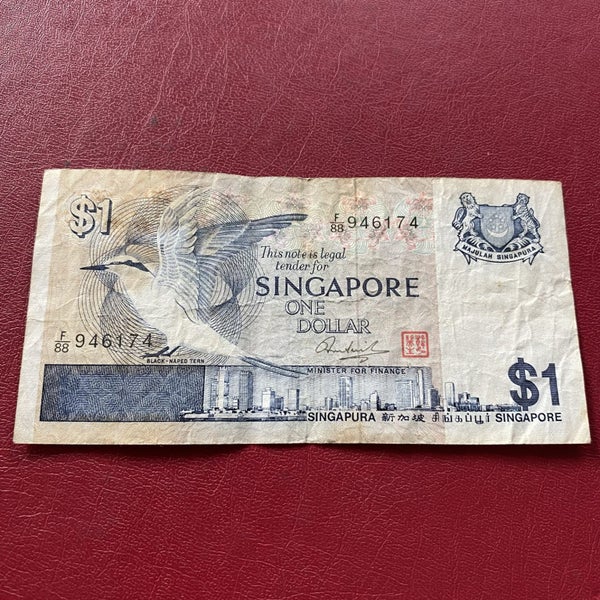 $1
F/88 946174
MAJULAH SINGAPURA
This note is legal
tender for
SINGAPORE
ONE
DOLLAR
F/88 946174
BLACK-NAPED TERN
MINISTER FOR FINANCE
$1
SINGAPURA 新加坡 சிங்கப்பூர் SINGAPORE